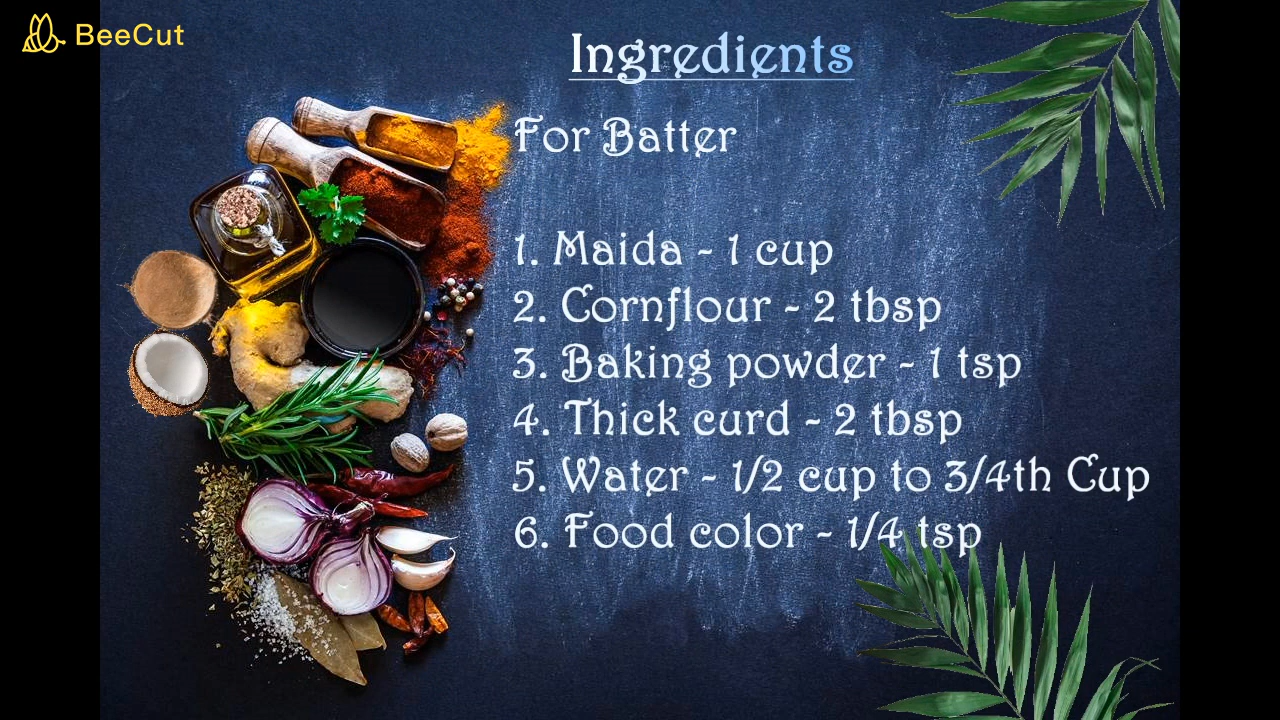 BeeCut
Ingredients
For Batter
1. Maida - 1 cup
2. Cornflour - 2 tbsp
3. Baking powder - 1 tsp
4. Thick curd - 2 tbsp
5. Water - 1/2 cup to 3/4th Cup
6. Food color - 1/4 tsp